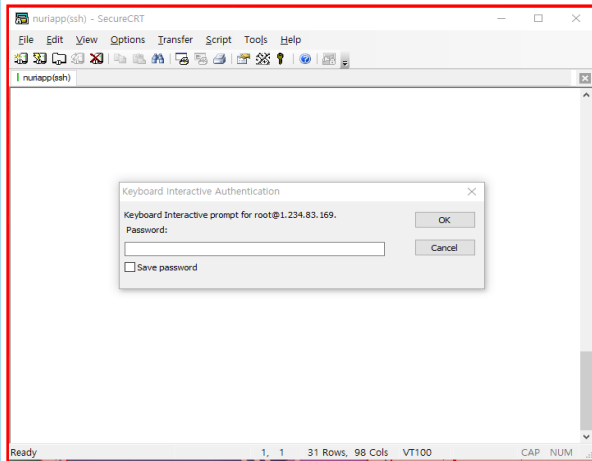 nuriapp(ssh) - SecureCRT
File Edit View Options Transfer Script Tools Help
nuriapp(ssh)
Keyboard Interactive Authentication
Keyboard Interactive prompt for root@1.234.83.169.
Password:
OK
Cancel
Save password
Ready 1, 1 31 Rows, 98 Cols VT100 CAP NUM